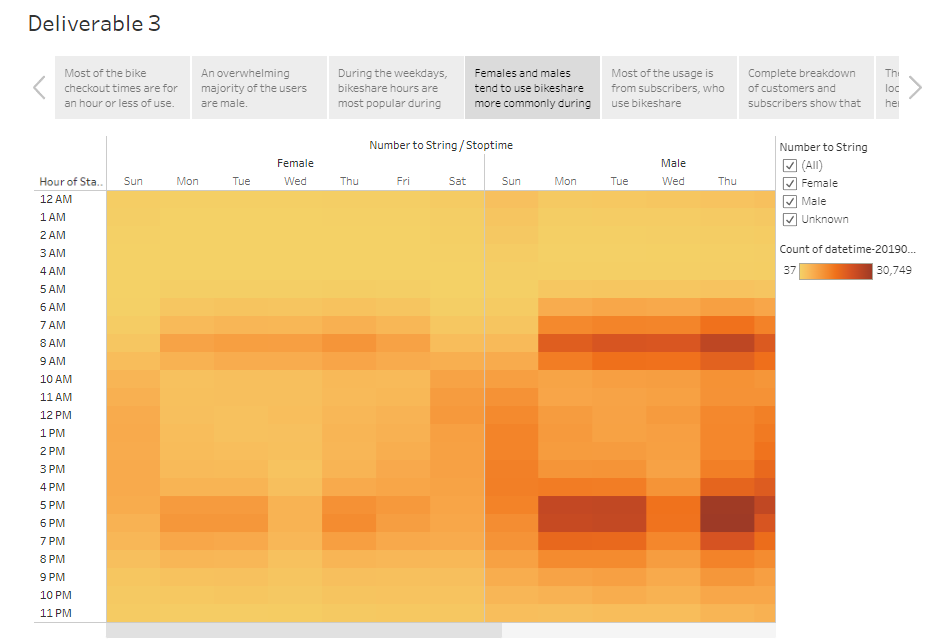 Deliverable 3
Most of the bike
checkout times are for
an hour or less of use.
An overwhelming
majority of the users
are male.
During the weekdays,
bikeshare hours are
most popular during
Females and males
tend to use bikeshare
more commonly during
Most of the usage is
from subscribers, who
use bikeshare
Complete breakdown
of customers and
subscribers show that
Number to String / Stoptime
Female Male
Hour of Sta.. Sun Mon Tue Wed Thu Fri Sat Sun Mon Tue Wed Thu
12 AM
1 AM
2 AM
3 AM
4 AM
5 AM
6 AM
7 AM
8 AM
9 AM
10 AM
11 AM
12 PM
1 PM
2 PM
3 PM
4 PM
5 PM
6 PM
7 PM
8 PM
9 PM
10 PM
11 PM
Number to String
(All)
Female
Male
Unknown
Count of datetime-20190...
37 30,749